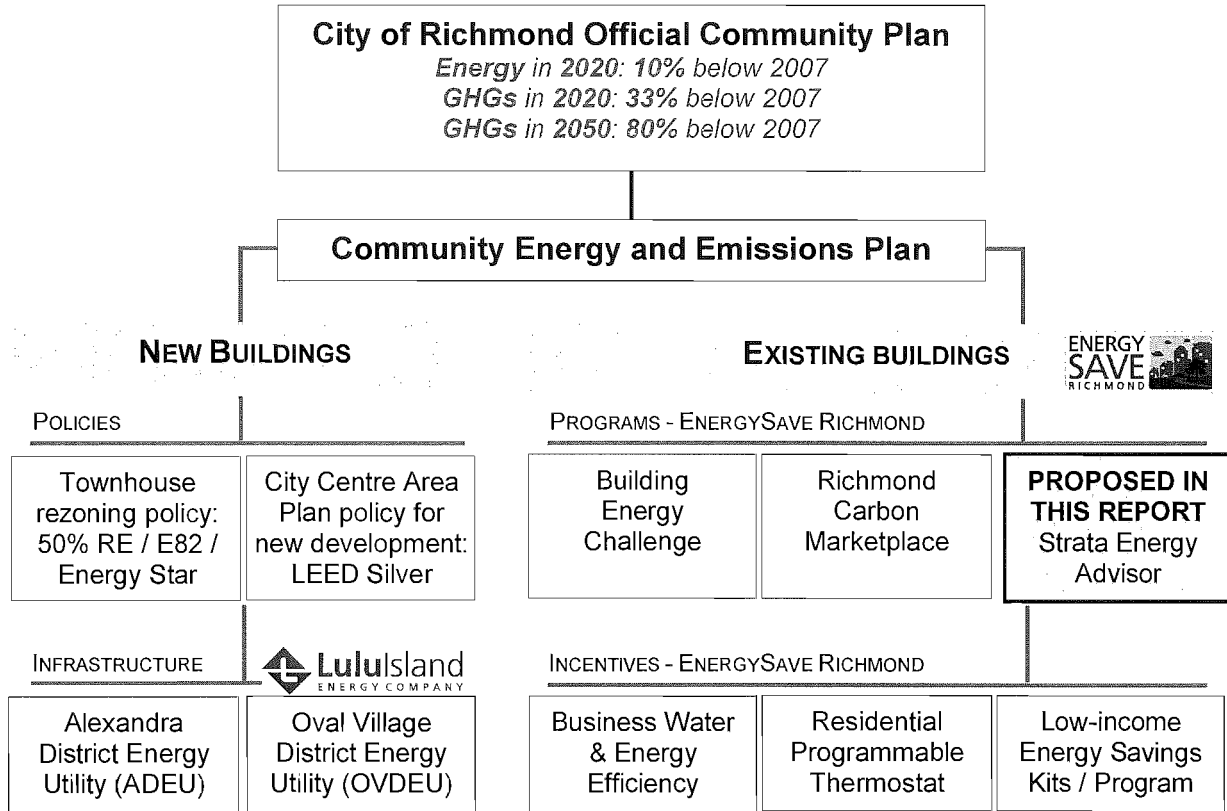 City of Richmond Official Community Plan
Energy in 2020: 10% below 2007
GHGs in 2020: 33% below 2007
GHGs in 2050: 80% below 2007
Community Energy and Emissions Plan
NEW BUILDINGS
POLICIES
Townhouse
rezoning policy:
50% RE / E82 /
Energy Star
City Centre Area
Plan policy for
new development:
LEED Silver
INFRASTRUCTURE
LuluIsland
ENERGY COMPANY
Alexandra
District Energy
Utility (ADEU)
Oval Village
District Energy
Utility (OVDEU)
EXISTING BUILDINGS
ENERGY
SAVE
RICHMOND
PROGRAMS - ENERGYSAVE RICHMOND
Building
Energy
Challenge
Richmond
Carbon
Marketplace
PROPOSED IN
THIS REPORT
Strata Energy
Advisor
INCENTIVES - ENERGYSAVE RICHMOND
Business Water
& Energy
Efficiency
Residential
Programmable
Thermostat
Low-income
Energy Savings
Kits / Program